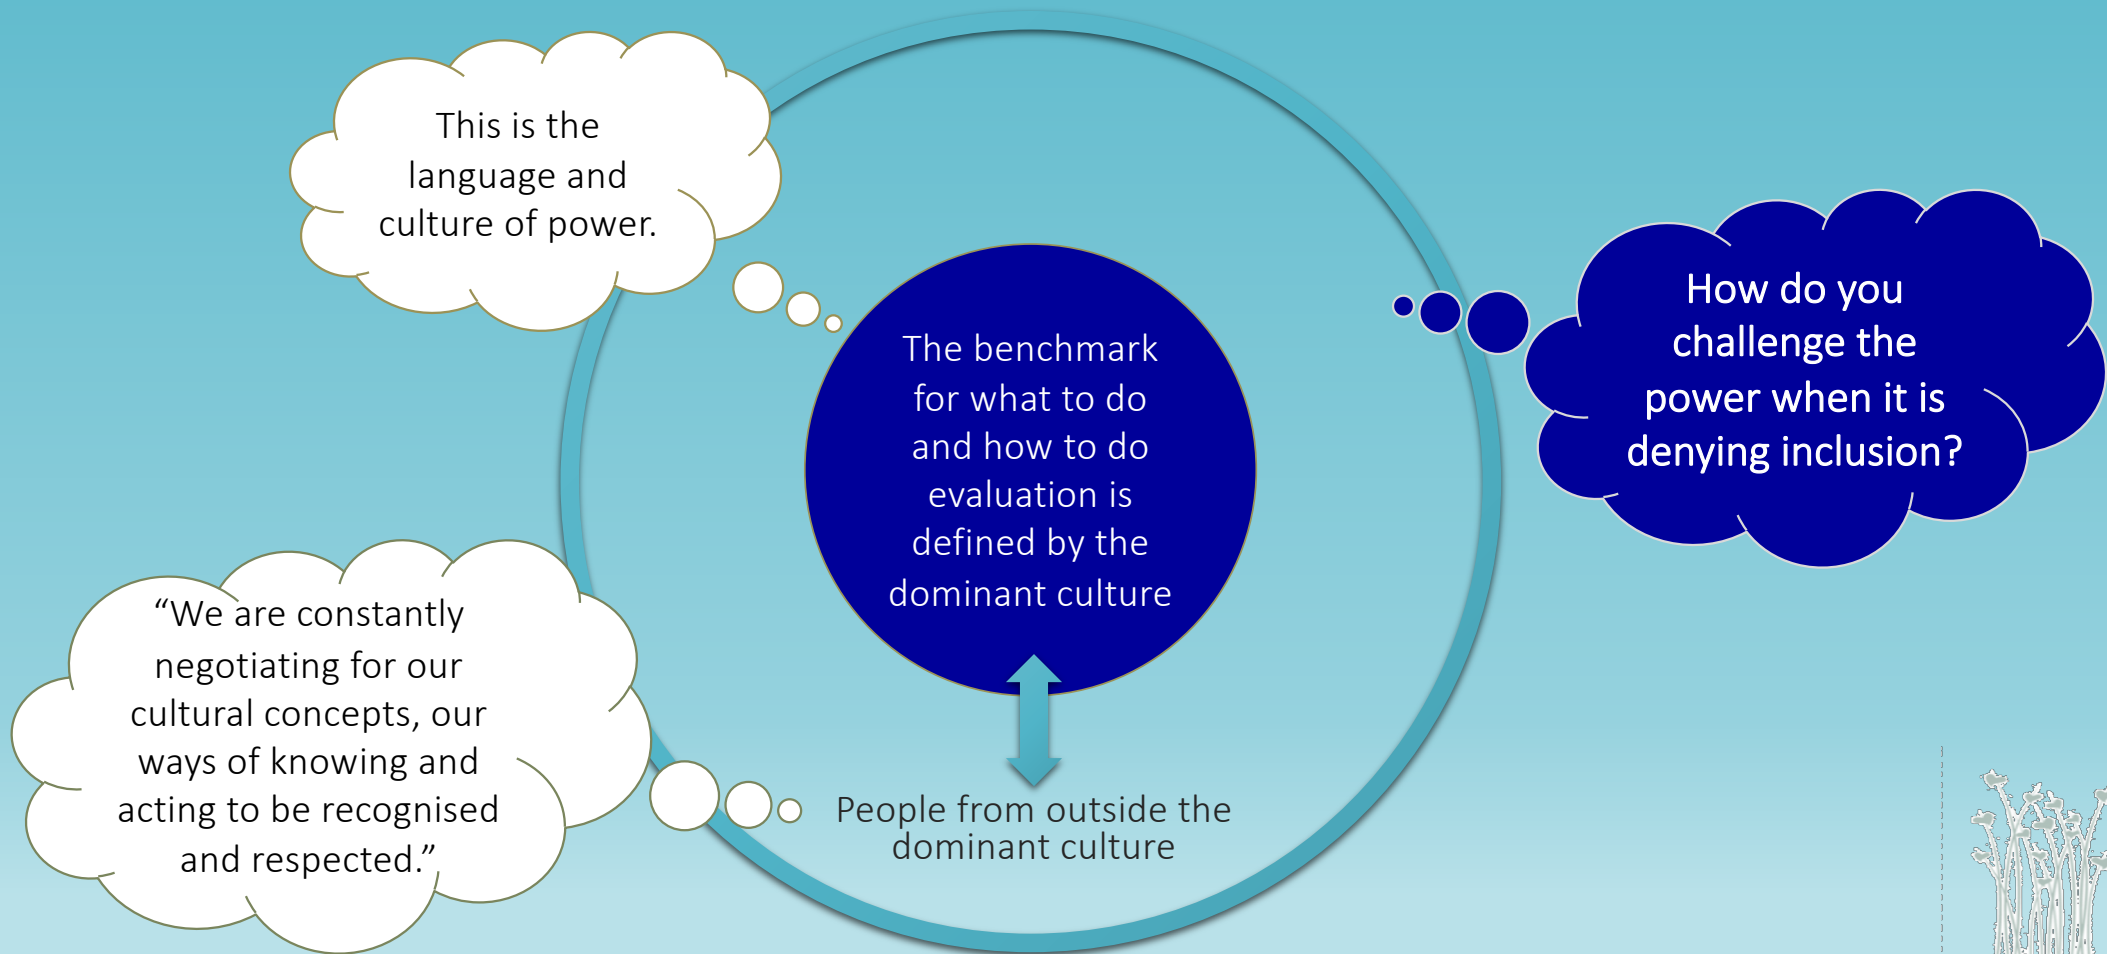 This is the
language and
culture of power.
The benchmark
for what to do
and how to do
evaluation is
defined by the
dominant culture
How do you
challenge the
power when it is
denying inclusion?
“We are constantly
negotiating for our
cultural concepts, our
ways of knowing and
acting to be recognised
and respected.”
People from outside the
dominant culture